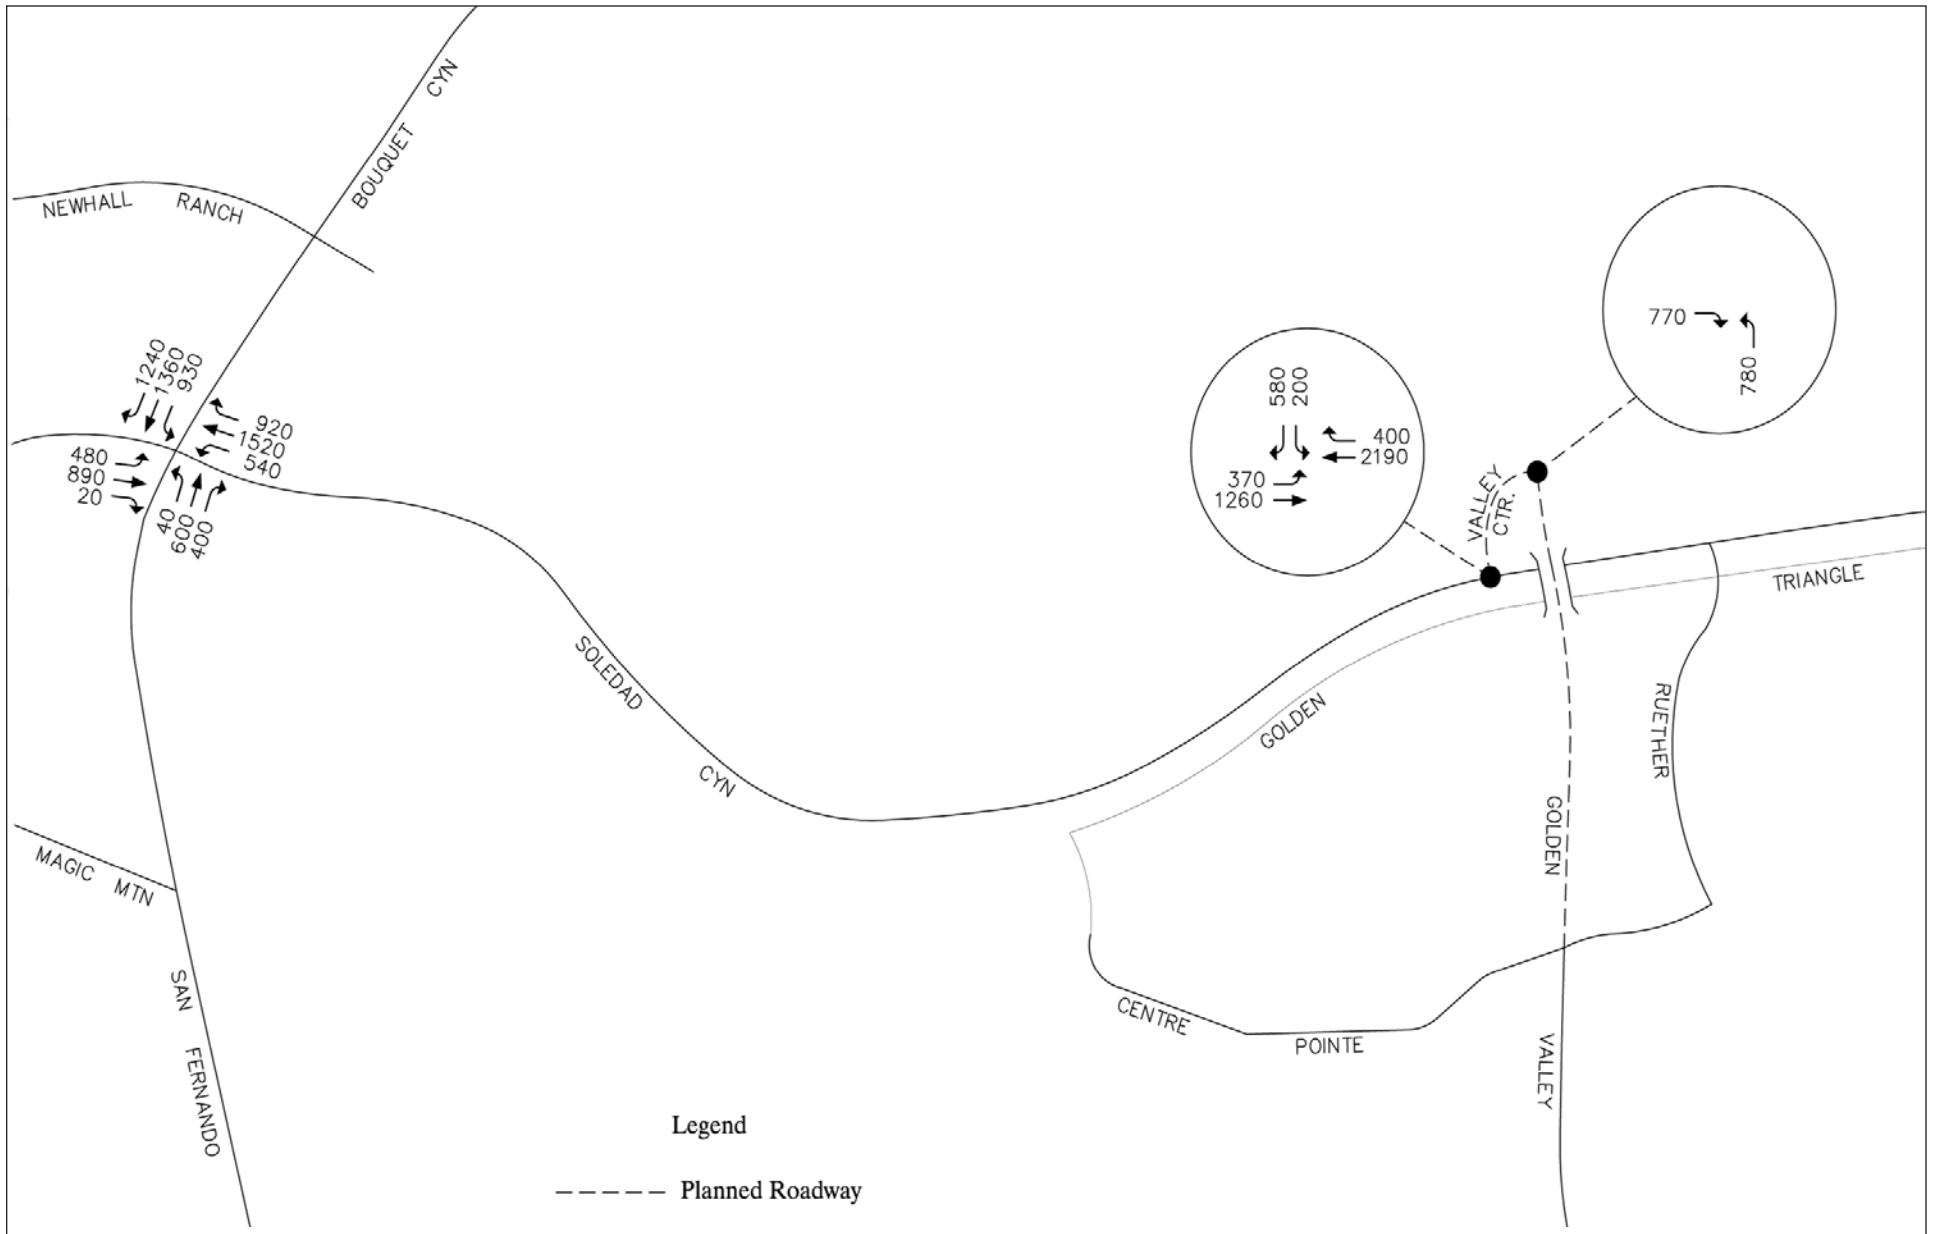 BOUQUET CYN
NEWHALL RANCH
1240
1360
930
920
1520
540
480
890
20
40
600
400
580
200
400
2190
370
1260
770
780
VALLEY
CTR.
TRIANGLE
SOLEDAD
CYN
GOLDEN
RUETHER
GOLDEN
VALLEY
MAGIC MTN
SAN
FERNANDO
CENTRE
POINTE
Legend
Planned Roadway